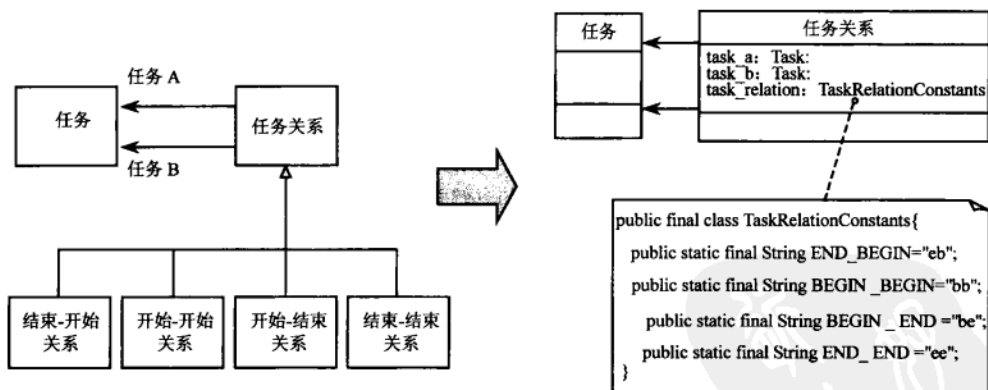 任务 A
任务
任务关系
任务 B
结束-开始
关系
开始-开始
关系
开始-结束
关系
结束-结束
关系
任务
任务关系
task_a：Task:
task_b：Task:
task_relation：TaskRelationConstants
public final class TaskRelationConstants{
public static final String END_BEGIN="eb";
public static final String BEGIN _BEGIN="bb";
public static final String BEGIN _ END ="be";
public static final String END_ END ="ee";
}